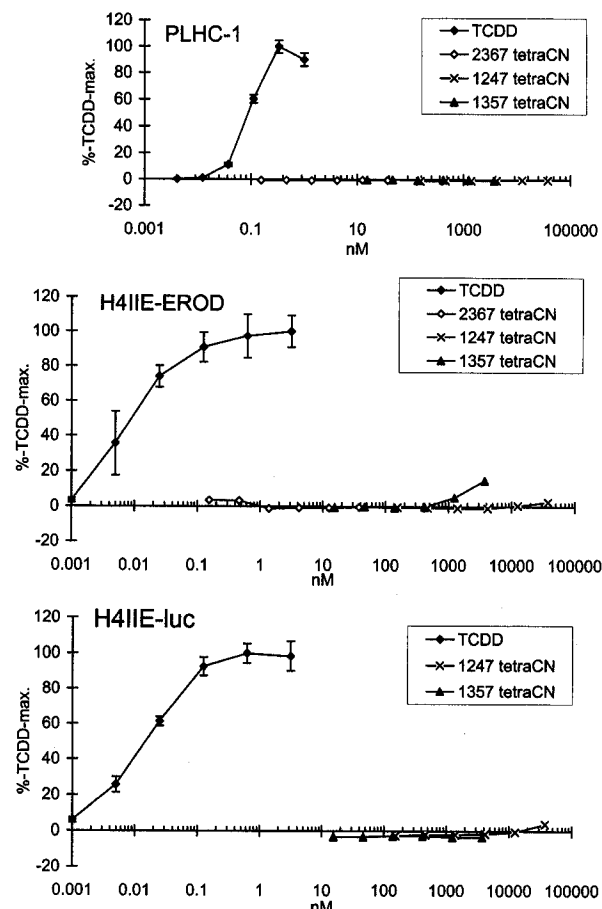 PLHC-1
TCDD
2367 tetraCN
1247 tetraCN
1357 tetraCN
%-TCDD-max.
120
100
80
60
40
20
0
-20
0.001 0.1 10 1000 100000
nM
H4IIE-EROD
TCDD
2367 tetraCN
1247 tetraCN
1357 tetraCN
%-TCDD-max.
120
100
80
60
40
20
0
-20
0.001 0.01 0.1 1 10 100 1000 10000 100000
nM
H4IIE-luc
TCDD
1247 tetraCN
1357 tetraCN
%-TCDD-max.
120
100
80
60
40
20
0
-20
0.001 0.01 0.1 1 10 100 1000 10000 100000
nM